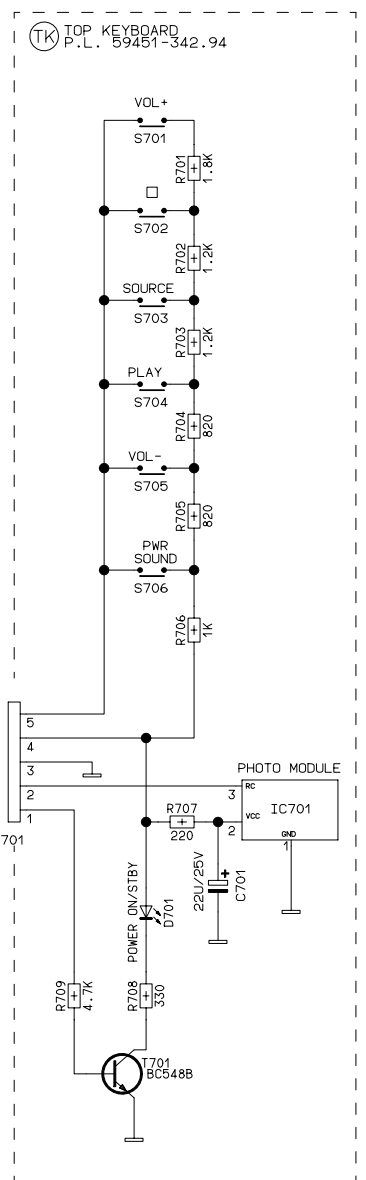 TK TOP KEYBOARD
P.L. 59451-342.94
VOL+
S701
R701
1.8K
S702
R702
1.2K
SOURCE
S703
R703
1.2K
PLAY
S704
R704
820
VOL-
S705
R705
820
PWR
SOUND
S706
R706
1K
5
4
3
2
1
701
PHOTO MODULE
RC
3
IC701
VCC
2
GND
1
R707
220
22U/25V
+
C701
POWER ON/STBY
D701
R709
4.7K
R708
330
T701
BC548B